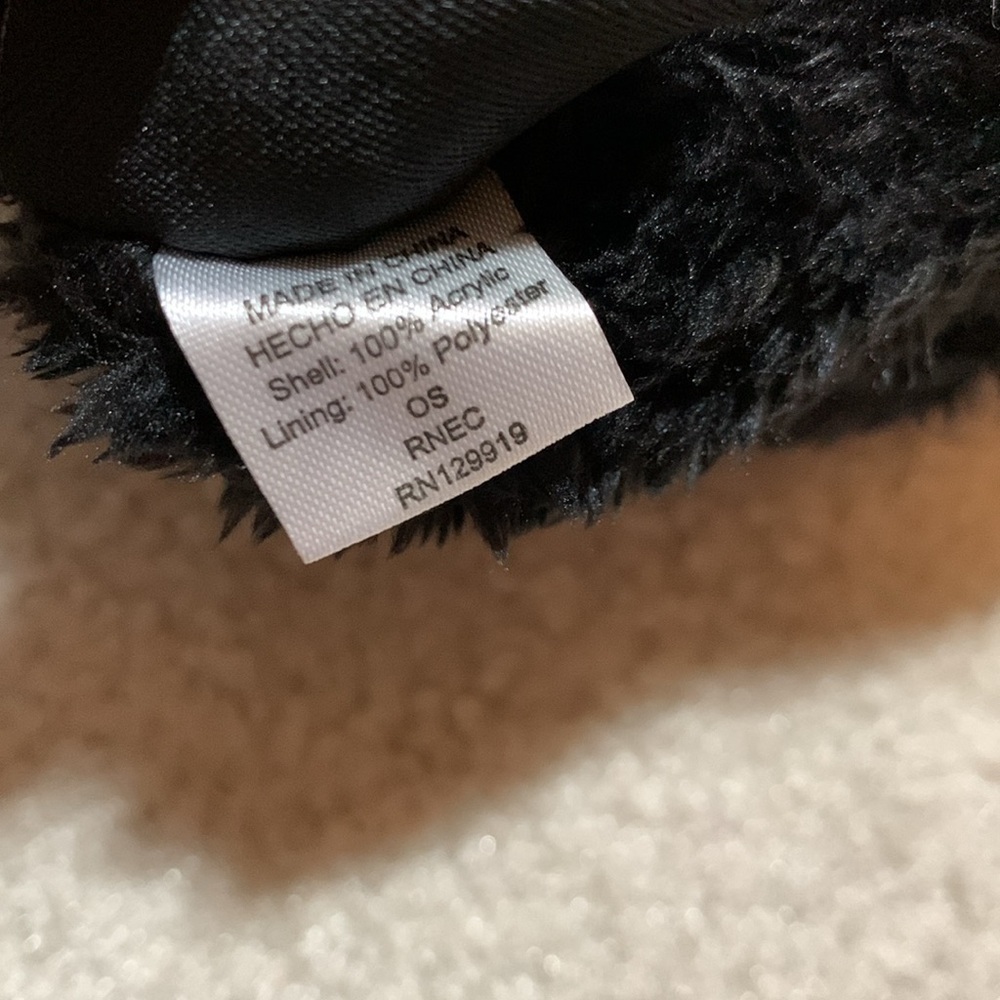 MADE IN CHINA
HECHO EN CHINA
Shell: 100% Acrylic
Lining: 100% Polyester
OS
RNEC
RN129919